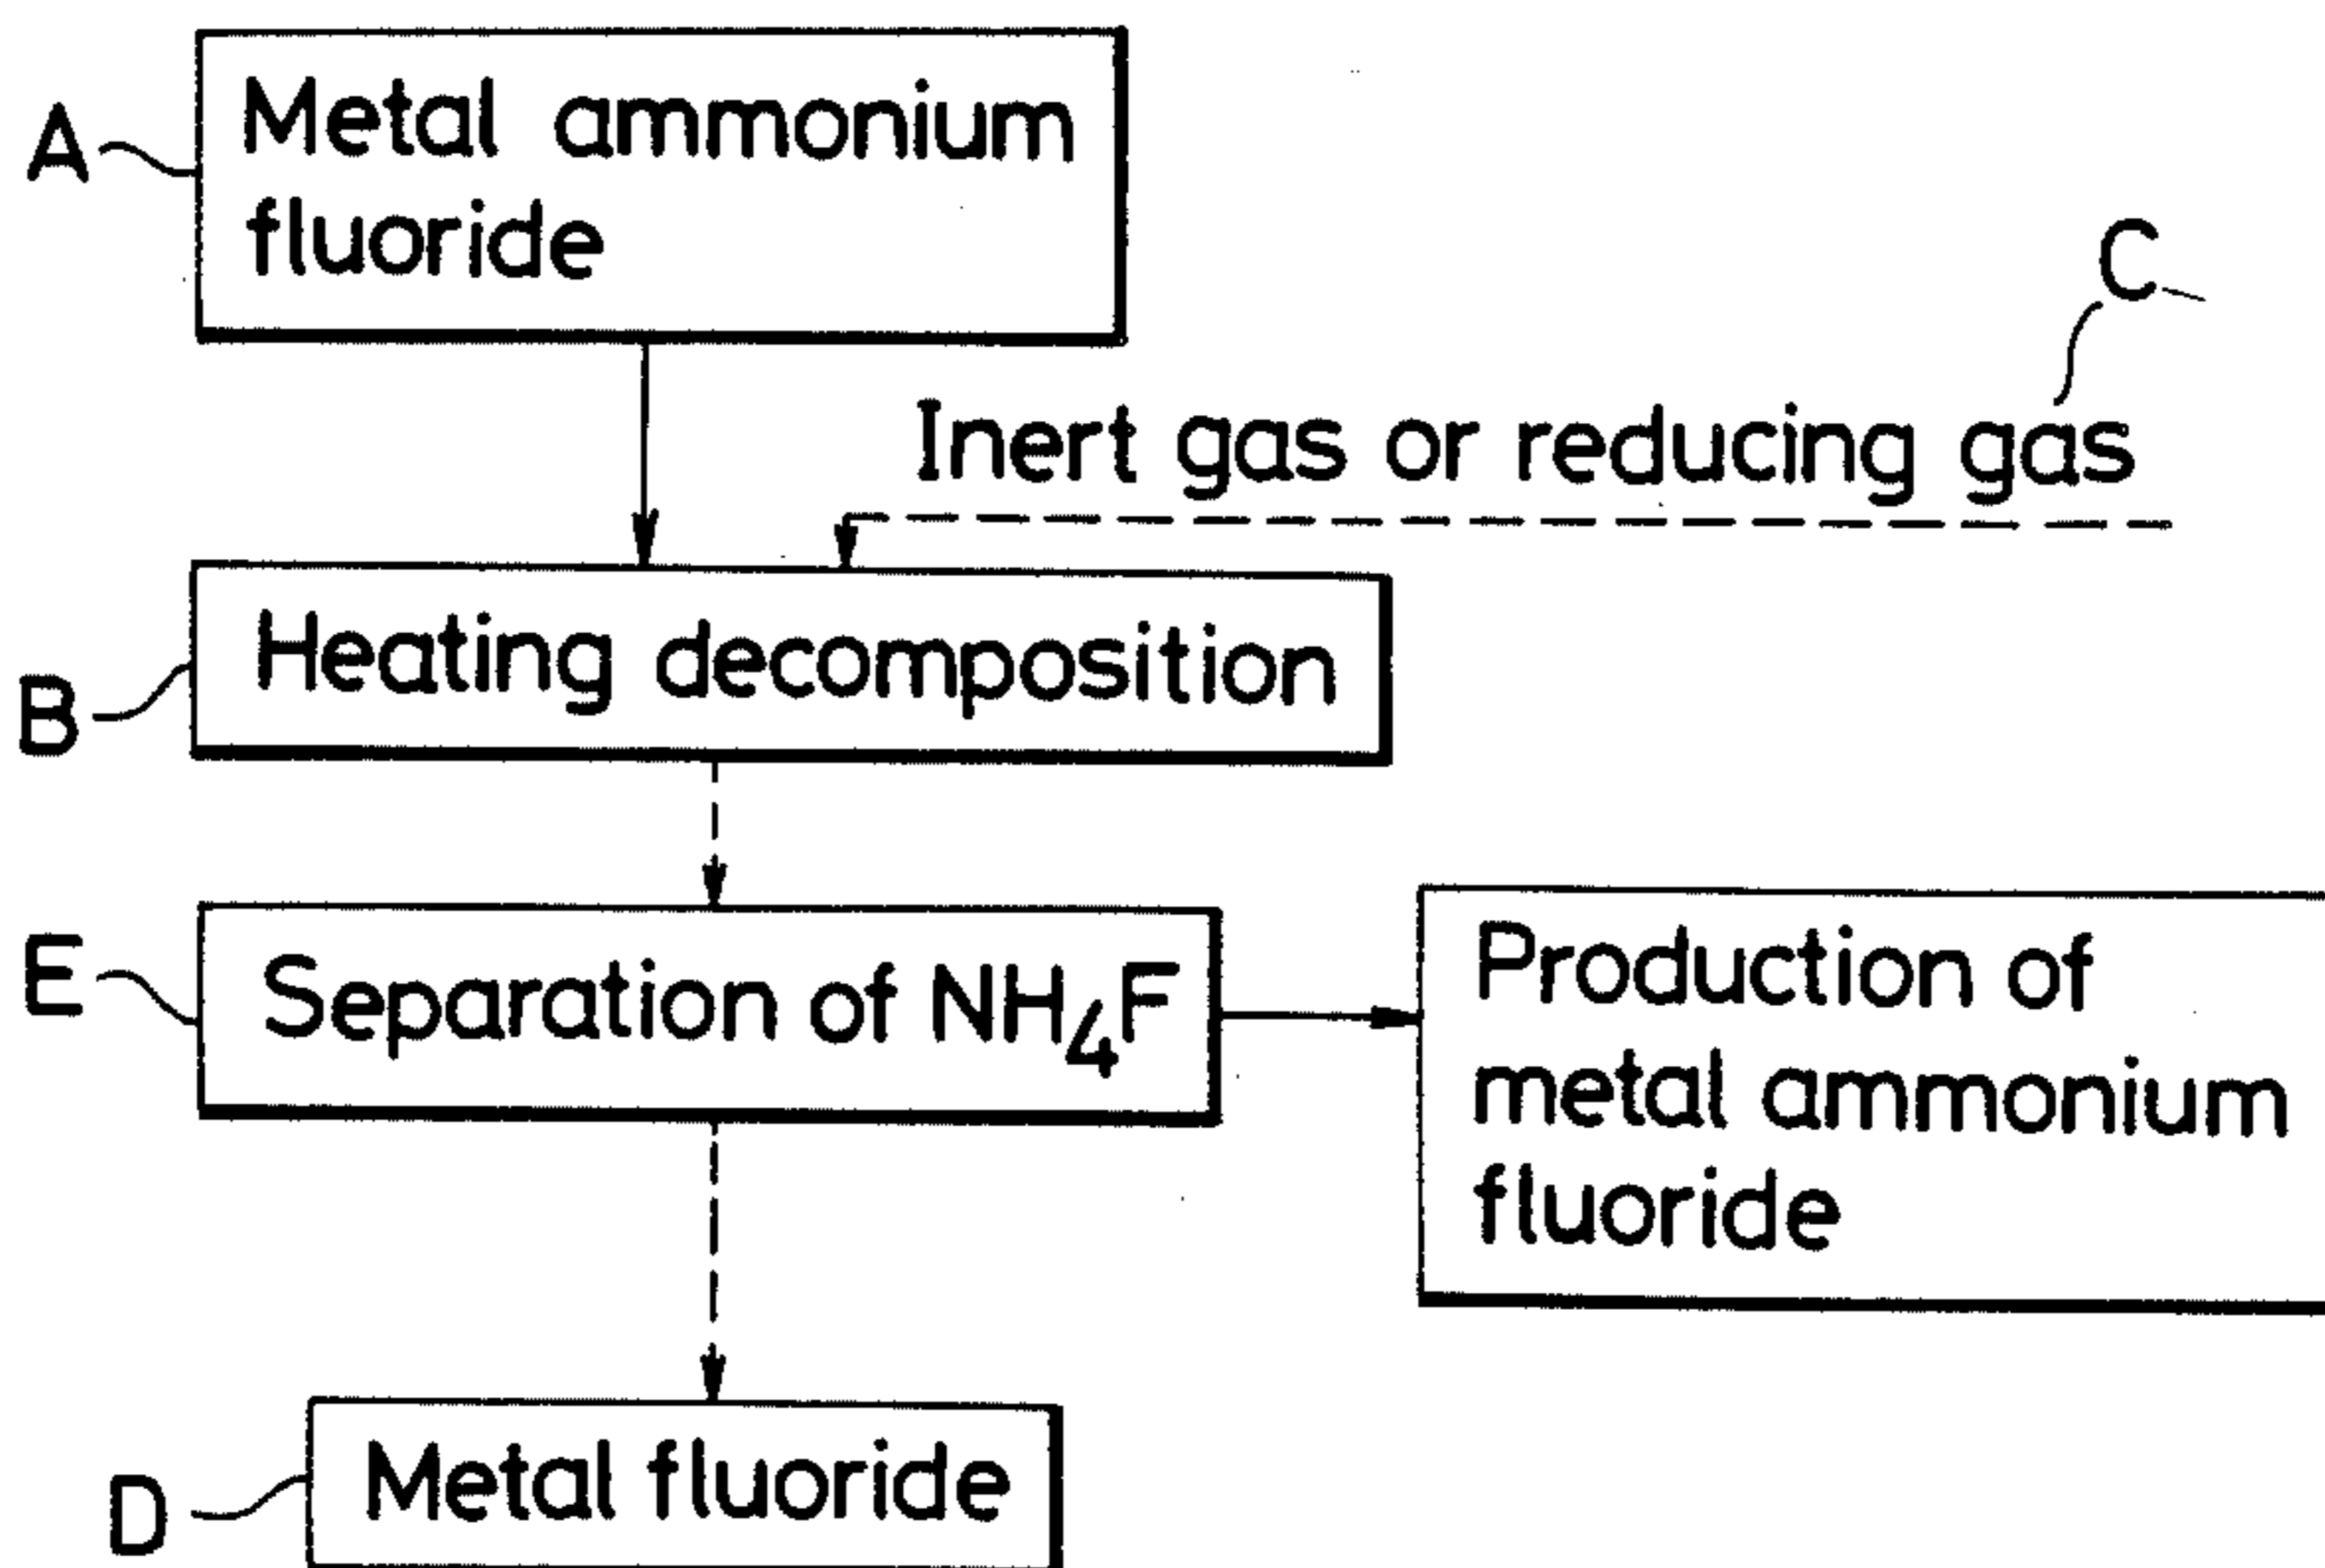 A
Metal ammonium
fluoride
C
Inert gas or reducing gas
B
Heating decomposition
E
Separation of NH₄F
Production of
metal ammonium
fluoride
D
Metal fluoride